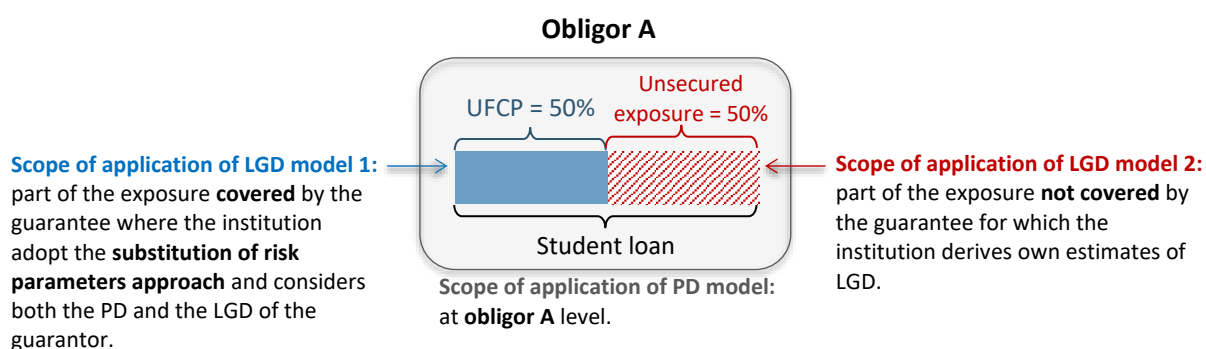 Obligor A
UFCP = 50%
Unsecured
exposure = 50%
Scope of application of LGD model 1:
part of the exposure covered by the
guarantee where the institution
adopt the substitution of risk
parameters approach and considers
both the PD and the LGD of the
guarantor.
Student loan
Scope of application of PD model:
at obligor A level.
Scope of application of LGD model 2:
part of the exposure not covered by
the guarantee for which the
institution derives own estimates of
LGD.